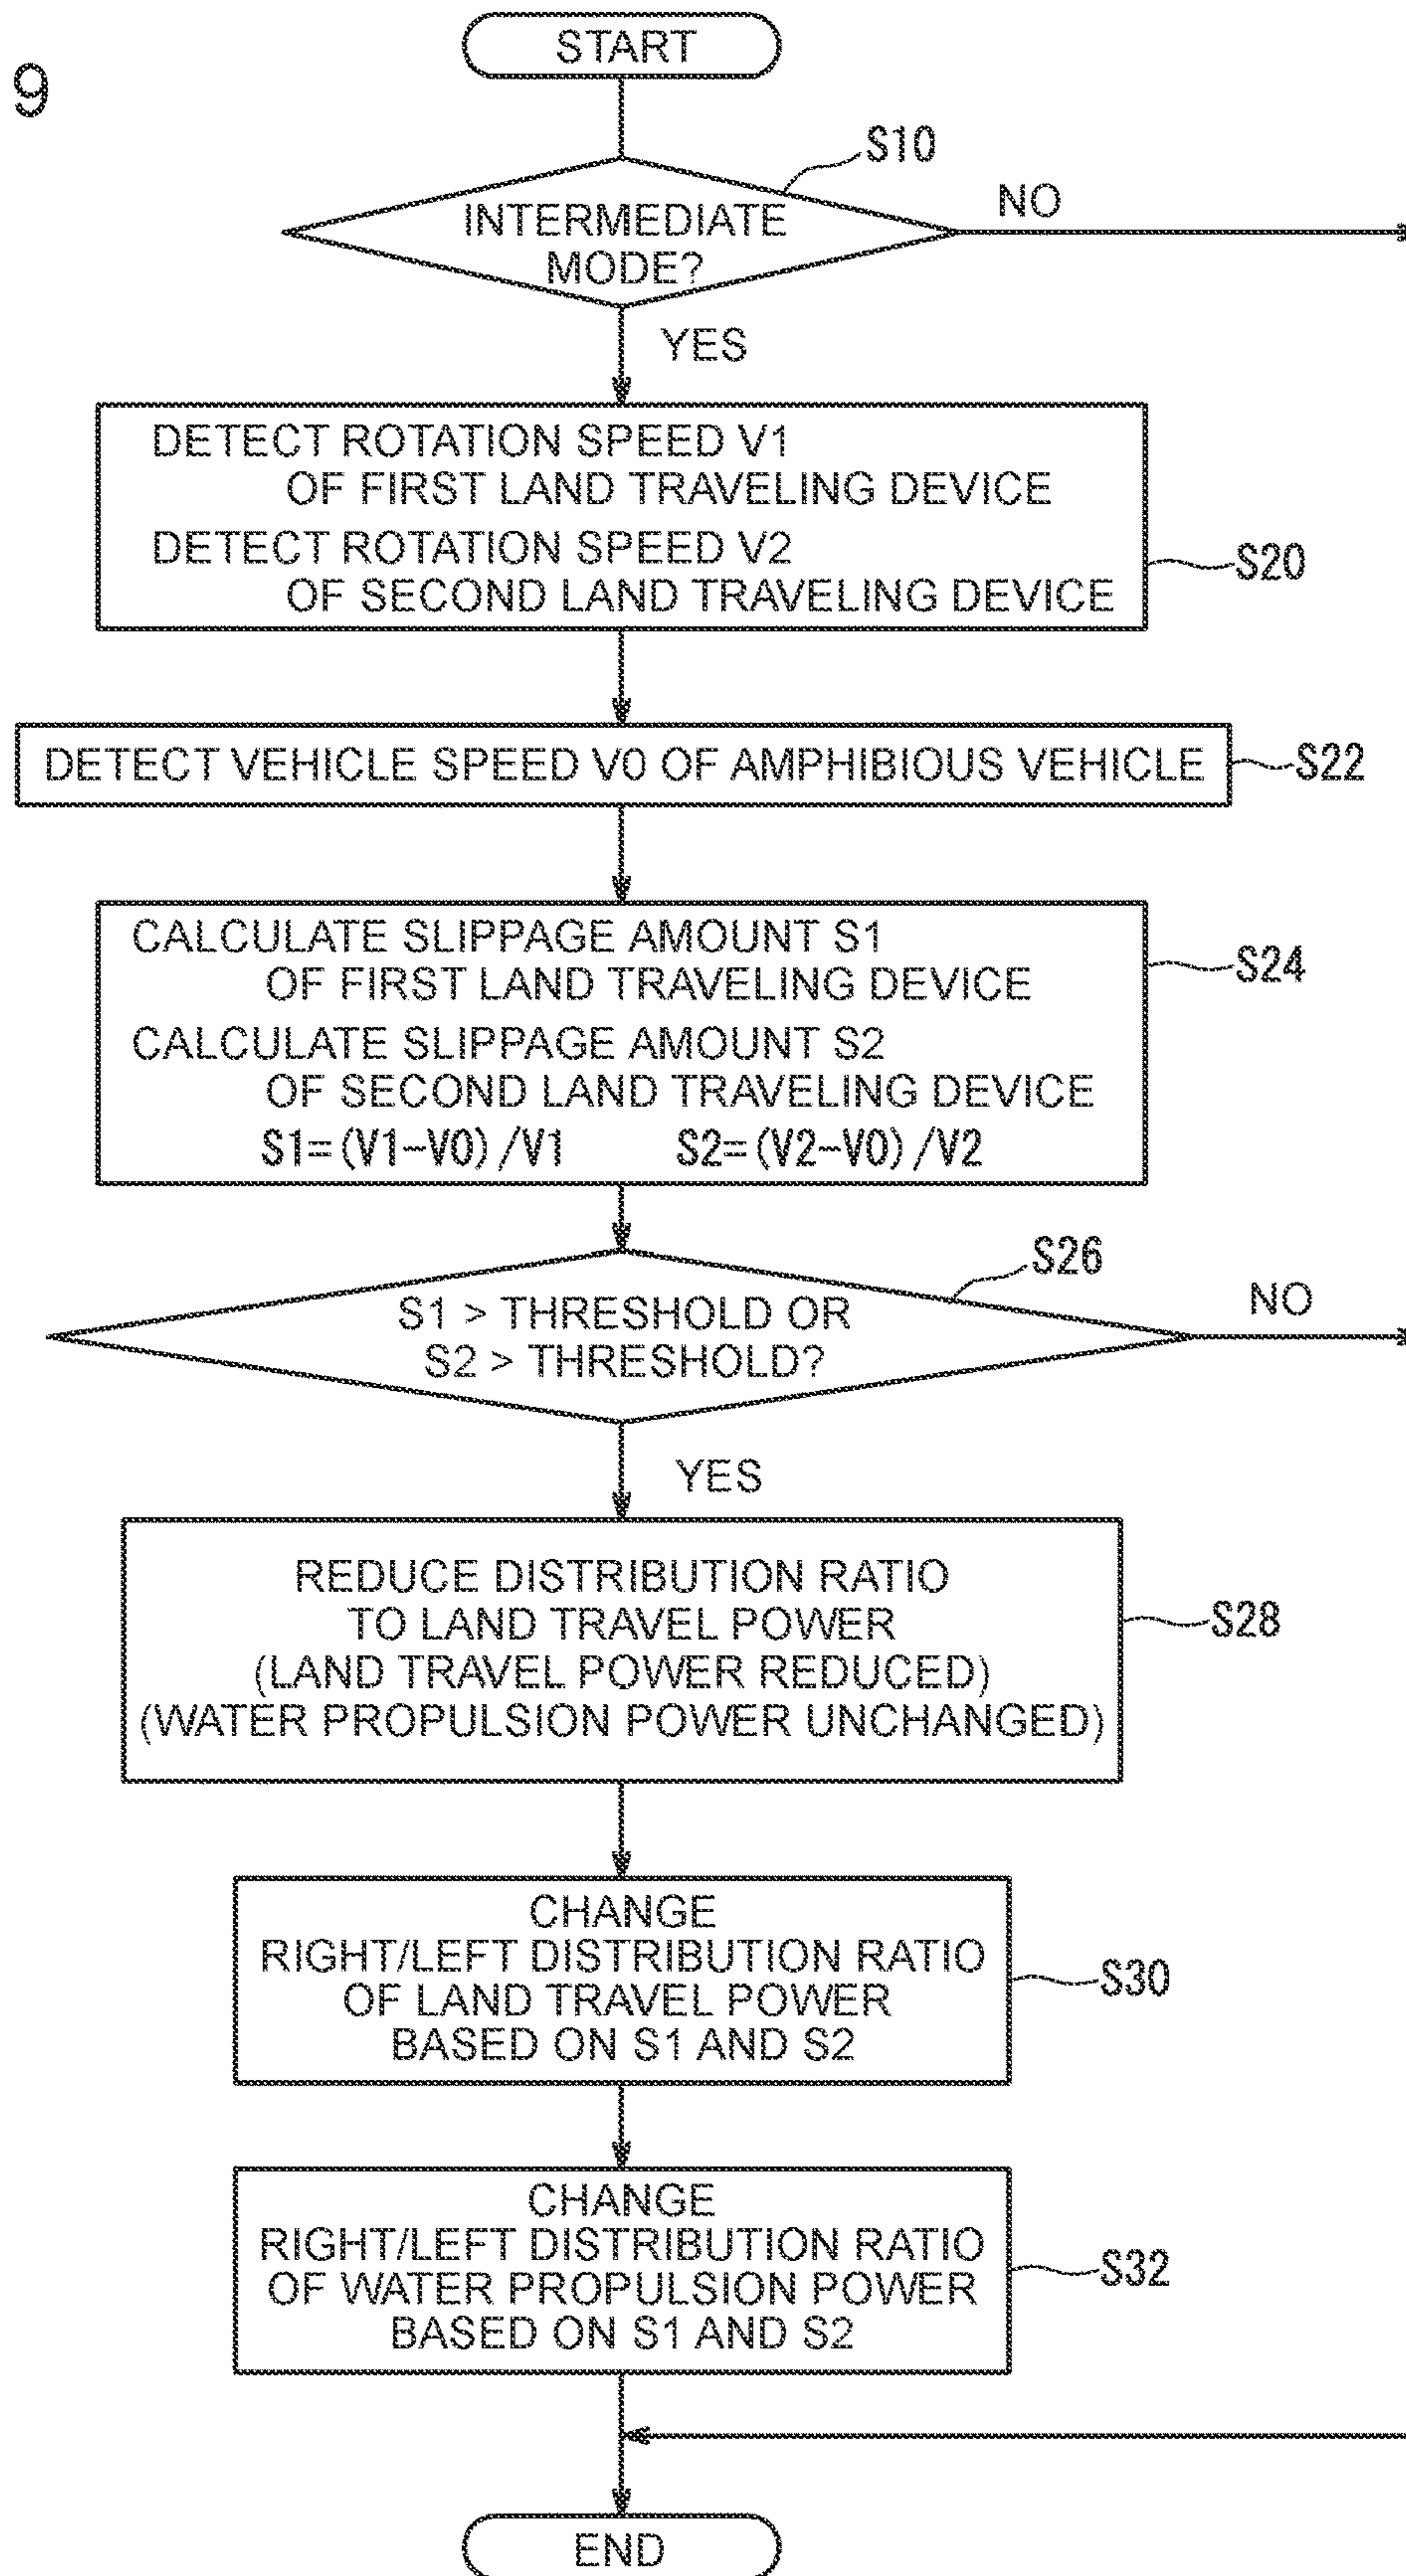 9
START
S10
INTERMEDIATE
MODE?
NO
YES
DETECT ROTATION SPEED V1
OF FIRST LAND TRAVELING DEVICE
DETECT ROTATION SPEED V2
OF SECOND LAND TRAVELING DEVICE
S20
DETECT VEHICLE SPEED V0 OF AMPHIBIOUS VEHICLE
S22
CALCULATE SLIPPAGE AMOUNT S1
OF FIRST LAND TRAVELING DEVICE
CALCULATE SLIPPAGE AMOUNT S2
OF SECOND LAND TRAVELING DEVICE
S1=(V1-V0)/V1 S2=(V2-V0)/V2
S24
S26
S1 > THRESHOLD OR
S2 > THRESHOLD?
NO
YES
REDUCE DISTRIBUTION RATIO
TO LAND TRAVEL POWER
(LAND TRAVEL POWER REDUCED)
(WATER PROPULSION POWER UNCHANGED)
S28
CHANGE
RIGHT/LEFT DISTRIBUTION RATIO
OF LAND TRAVEL POWER
BASED ON S1 AND S2
S30
CHANGE
RIGHT/LEFT DISTRIBUTION RATIO
OF WATER PROPULSION POWER
BASED ON S1 AND S2
S32
END